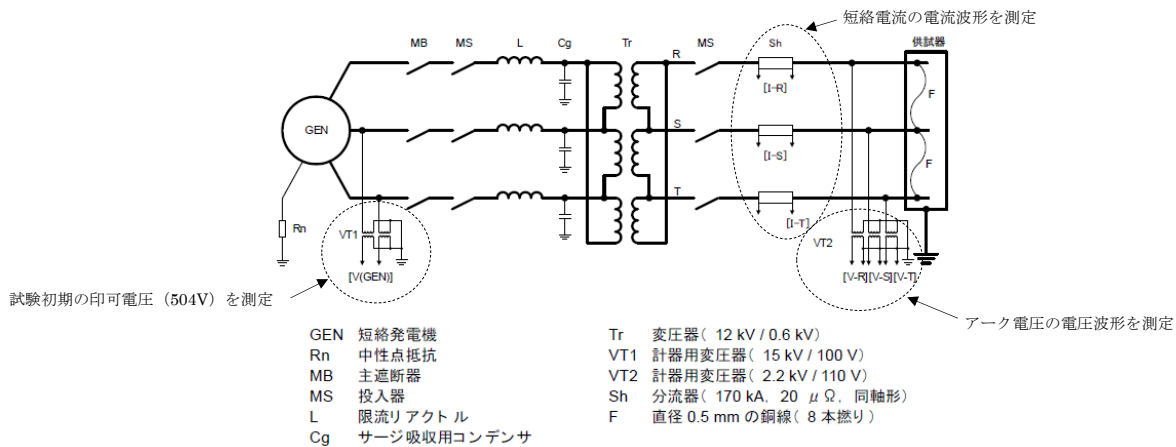 短絡電流の電流波形を測定
MB MS L Cg Tr MS Sh 供試器
R
[I-R]
F
GEN
S
[I-S]
F
T
[I-T]
Rn
VT1
VT2
[V(GEN)]
[V-R][V-S][V-T]
試験初期の印可電圧（504V）を測定
アーク電圧の電圧波形を測定
GEN 短絡発電機
Rn 中性点抵抗
MB 主遮断器
MS 投入器
L 限流リアクトル
Cg サージ吸収用コンデンサ
Tr 変圧器( 12 kV / 0.6 kV)
VT1 計器用変圧器( 15 kV / 100 V)
VT2 計器用変圧器( 2.2 kV / 110 V)
Sh 分流器( 170 kA, 20 μΩ, 同軸形)
F 直径 0.5 mm の銅線( 8 本撚り)